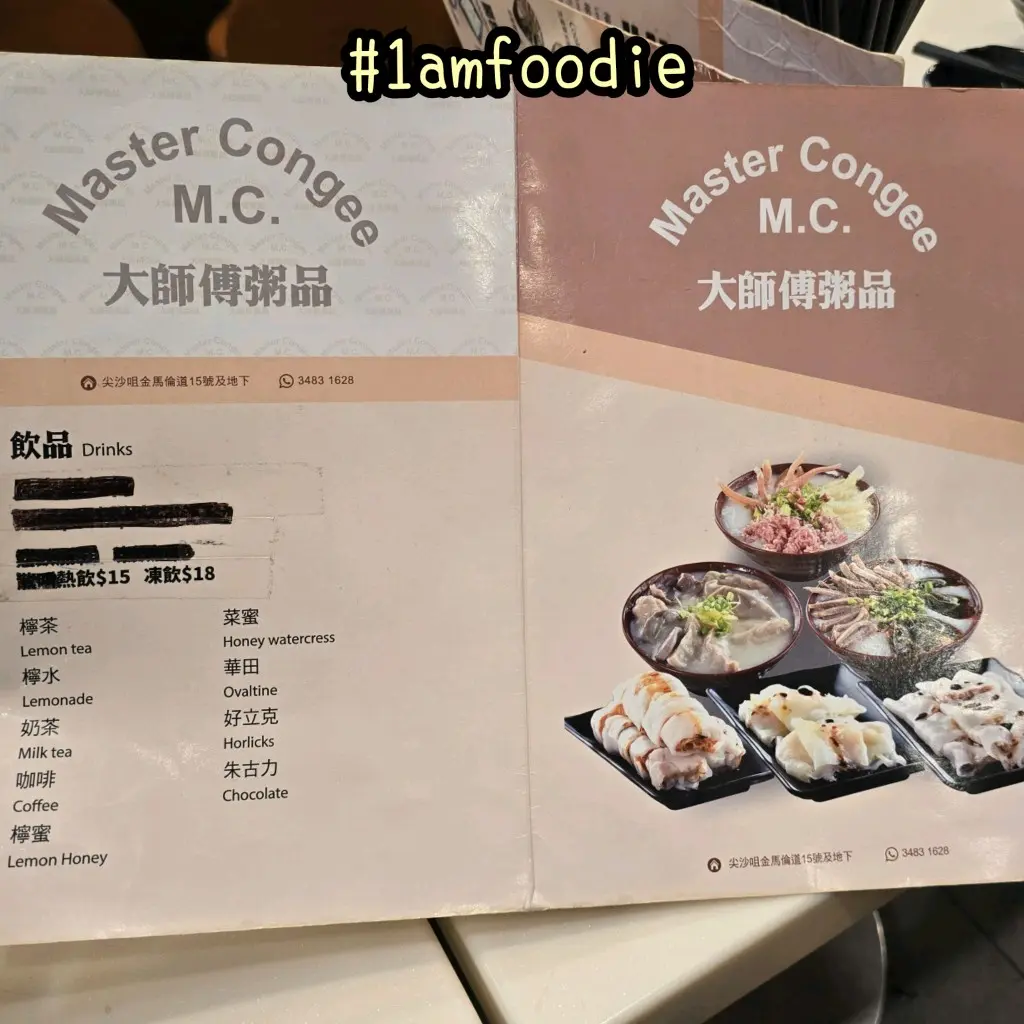 #1amfoodie
Master Congee
M.C.
大師傅粥品
尖沙咀金馬倫道15號及地下 3483 1628
飲品 Drinks
熱飲$15 凍飲$18
檸茶
Lemon tea
檸水
Lemonade
奶茶
Milk tea
咖啡
Coffee
檸蜜
Lemon Honey
菜蜜
Honey watercress
華田
Ovaltine
好立克
Horlicks
朱古力
Chocolate
Master Congee
M.C.
大師傅粥品
尖沙咀金馬倫道15號及地下 3483 1628